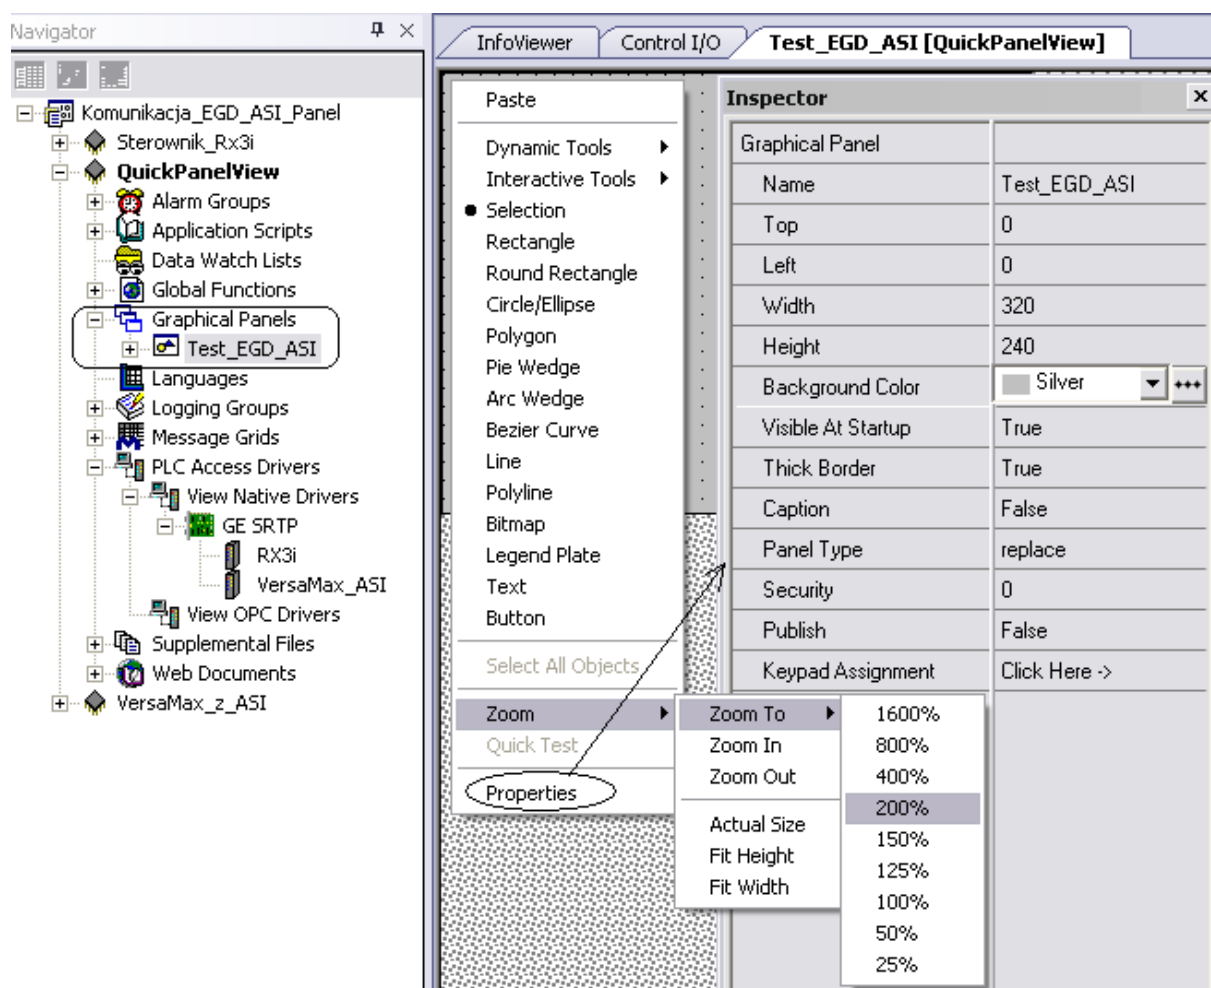 Navigator
Komunikacja_EGD_ASI_Panel
Sterownik_Rx3i
QuickPanelView
Alarm Groups
Application Scripts
Data Watch Lists
Global Functions
Graphical Panels
Test_EGD_ASI
Languages
Logging Groups
Message Grids
PLC Access Drivers
View Native Drivers
GE SRTP
RX3i
VersaMax_ASI
View OPC Drivers
Supplemental Files
Web Documents
VersaMax_z_ASI
InfoViewer Control I/O Test_EGD_ASI [QuickPanelView]
Paste
Dynamic Tools
Interactive Tools
Selection
Rectangle
Round Rectangle
Circle/Ellipse
Polygon
Pie Wedge
Arc Wedge
Bezier Curve
Line
Polyline
Bitmap
Legend Plate
Text
Button
Select All Objects
Zoom
Quick Test
Properties
Zoom To
Zoom In
Zoom Out
Actual Size
Fit Height
Fit Width
1600%
800%
400%
200%
150%
125%
100%
50%
25%
Inspector
Graphical Panel
Name Test_EGD_ASI
Top 0
Left 0
Width 320
Height 240
Background Color Silver
Visible At Startup True
Thick Border True
Caption False
Panel Type replace
Security 0
Publish False
Keypad Assignment Click Here ->